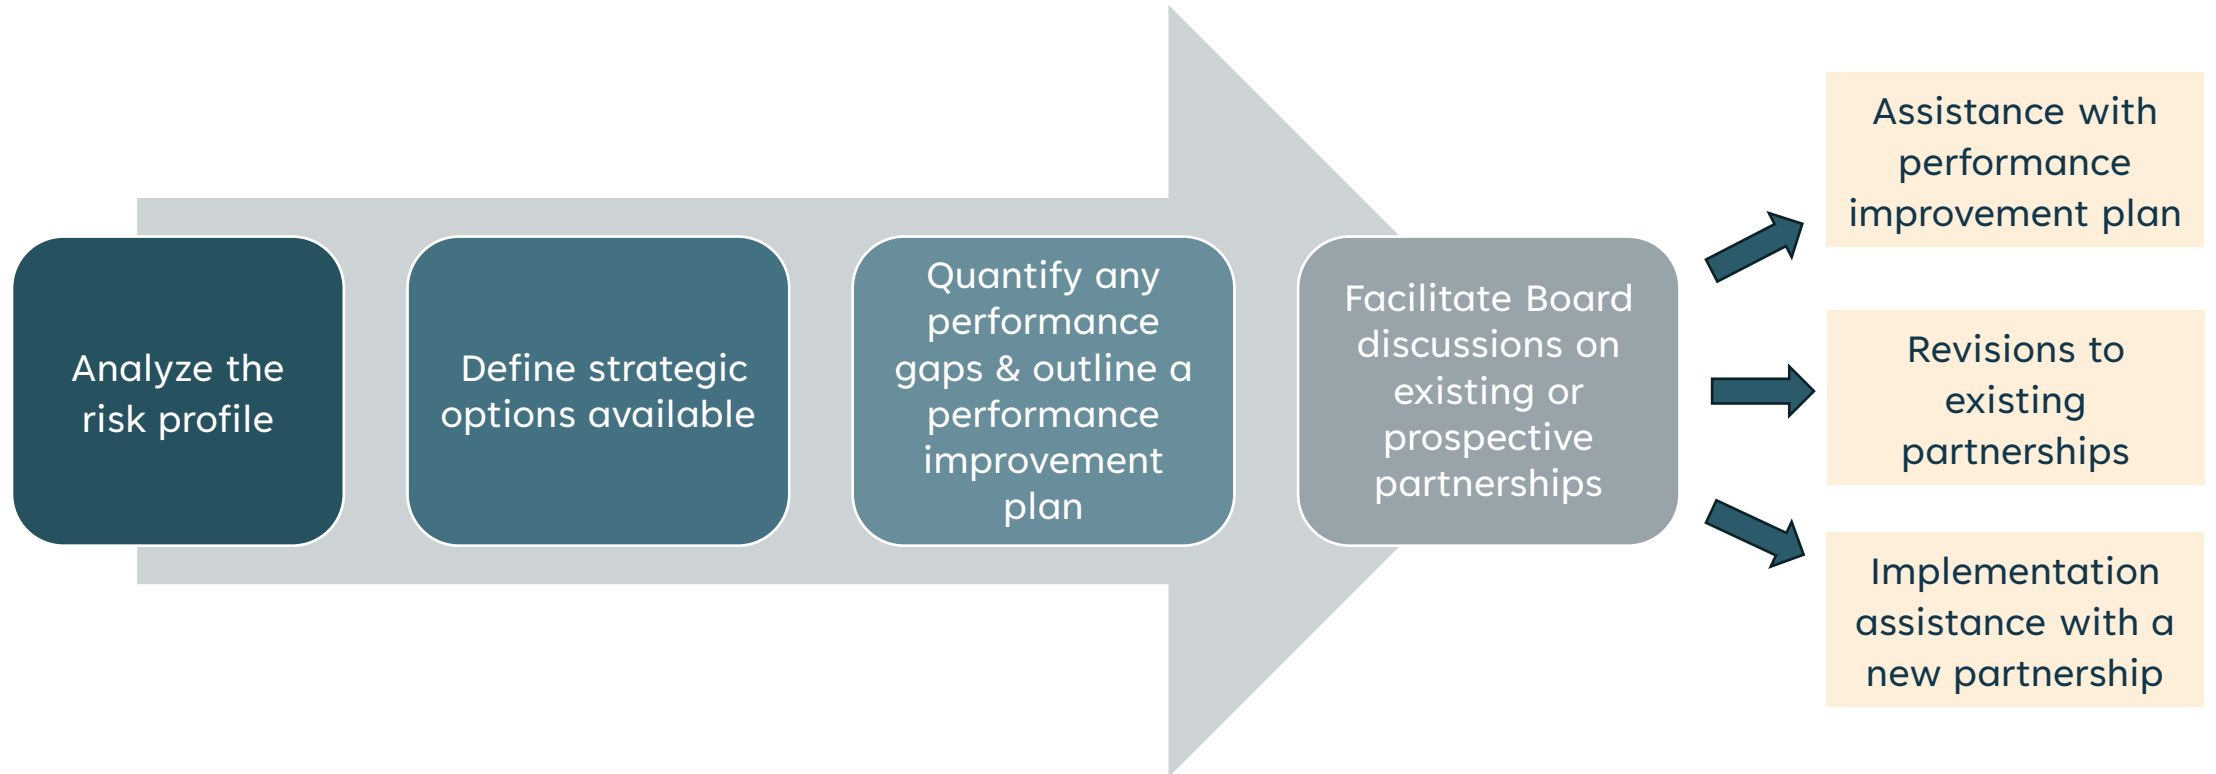 Analyze the
risk profile
Define strategic
options available
Quantify any
performance
gaps & outline a
performance
improvement
plan
Facilitate Board
discussions on
existing or
prospective
partnerships
Assistance with
performance
improvement plan
Revisions to
existing
partnerships
Implementation
assistance with a
new partnership